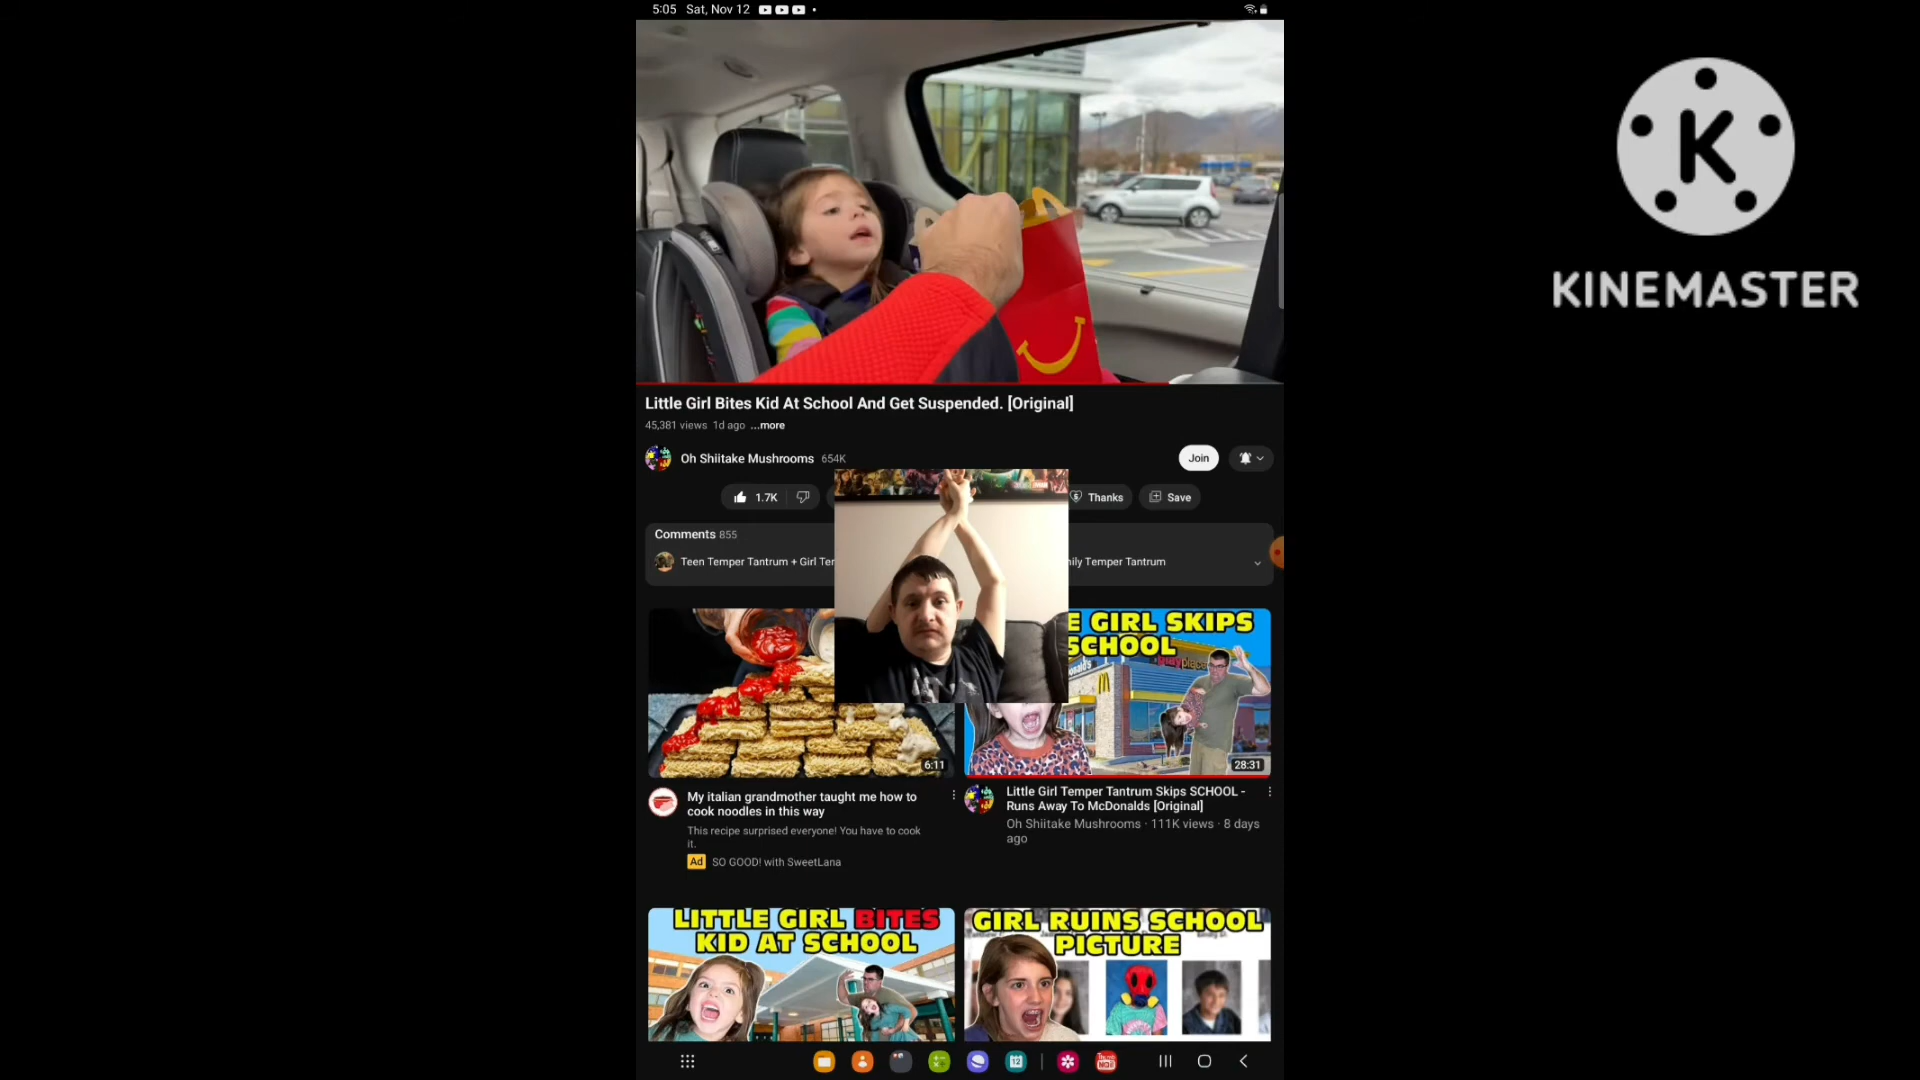 5:05 Sat, Nov 12
K
KINEMASTER
Little Girl Bites Kid At School And Get Suspended. [Original]
45,381 views 1d ago ...more
Oh Shiitake Mushrooms 654K
Join
1.7K
Thanks
Save
Comments 855
Teen Temper Tantrum + Girl Ter
ily Temper Tantrum
E GIRL SKIPS
SCHOOL
playplace
6:11
28:31
My italian grandmother taught me how to
cook noodles in this way
This recipe surprised everyone! You have to cook
it.
Ad SO GOOD! with SweetLana
Little Girl Temper Tantrum Skips SCHOOL -
Runs Away To McDonalds [Original]
Oh Shiitake Mushrooms · 111K views · 8 days
ago
LITTLE GIRL BITES
KID AT SCHOOL
GIRL RUINS SCHOOL
PICTURE
12